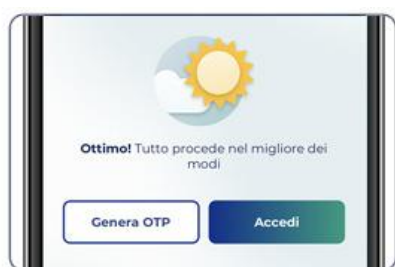 Ottimo! Tutto procede nel migliore dei
modi
Genera OTP
Accedi